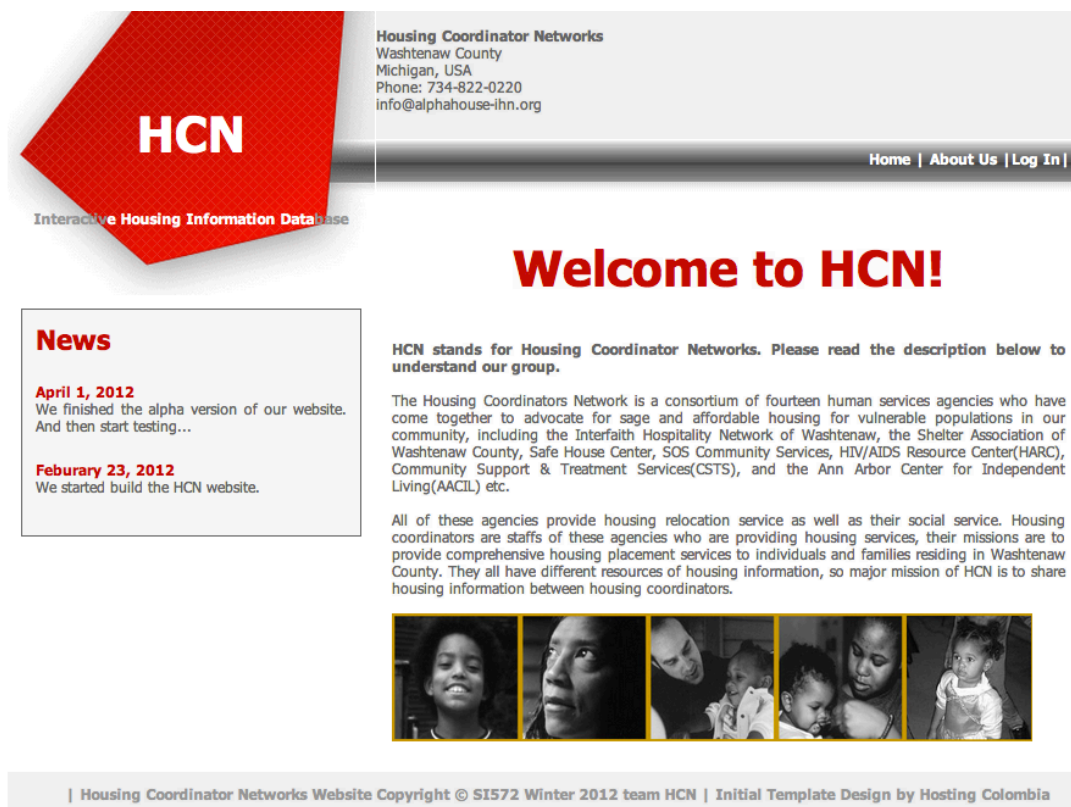 Housing Coordinator Networks
Washtenaw County
Michigan, USA
Phone: 734-822-0220
info@alphahouse-ihn.org
HCN
Home | About Us |Log In|
Interactive Housing Information Database
Welcome to HCN!
News
April 1, 2012
We finished the alpha version of our website.
And then start testing...
Feburary 23, 2012
We started build the HCN website.
HCN stands for Housing Coordinator Networks. Please read the description below to
understand our group.
The Housing Coordinators Network is a consortium of fourteen human services agencies who have
come together to advocate for sage and affordable housing for vulnerable populations in our
community, including the Interfaith Hospitality Network of Washtenaw, the Shelter Association of
Washtenaw County, Safe House Center, SOS Community Services, HIV/AIDS Resource Center(HARC),
Community Support & Treatment Services(CSTS), and the Ann Arbor Center for Independent
Living(AACIL) etc.
All of these agencies provide housing relocation service as well as their social service. Housing
coordinators are staffs of these agencies who are providing housing services, their missions are to
provide comprehensive housing placement services to individuals and families residing in Washtenaw
County. They all have different resources of housing information, so major mission of HCN is to share
housing information between housing coordinators.
| Housing Coordinator Networks Website Copyright © SI572 Winter 2012 team HCN | Initial Template Design by Hosting Colombia